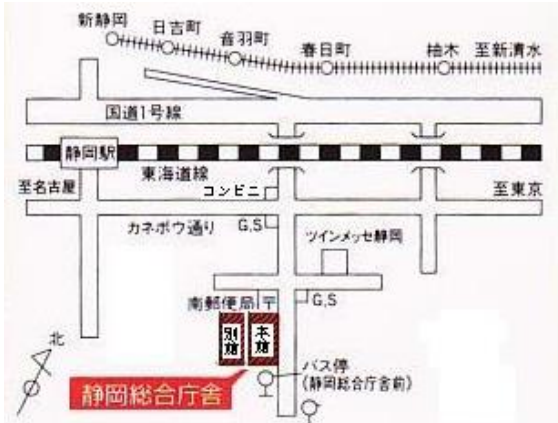 新静岡
日吉町
音羽町
春日町
柚木
至新清水
国道1号線
静岡駅
東海道線
至名古屋
コンビニ
至東京
カネボウ通り
G,S
ツインメッセ静岡
南郵便局
〒
G,S
別館
本館
北
バス停
(静岡総合庁舎前)
静岡総合庁舎